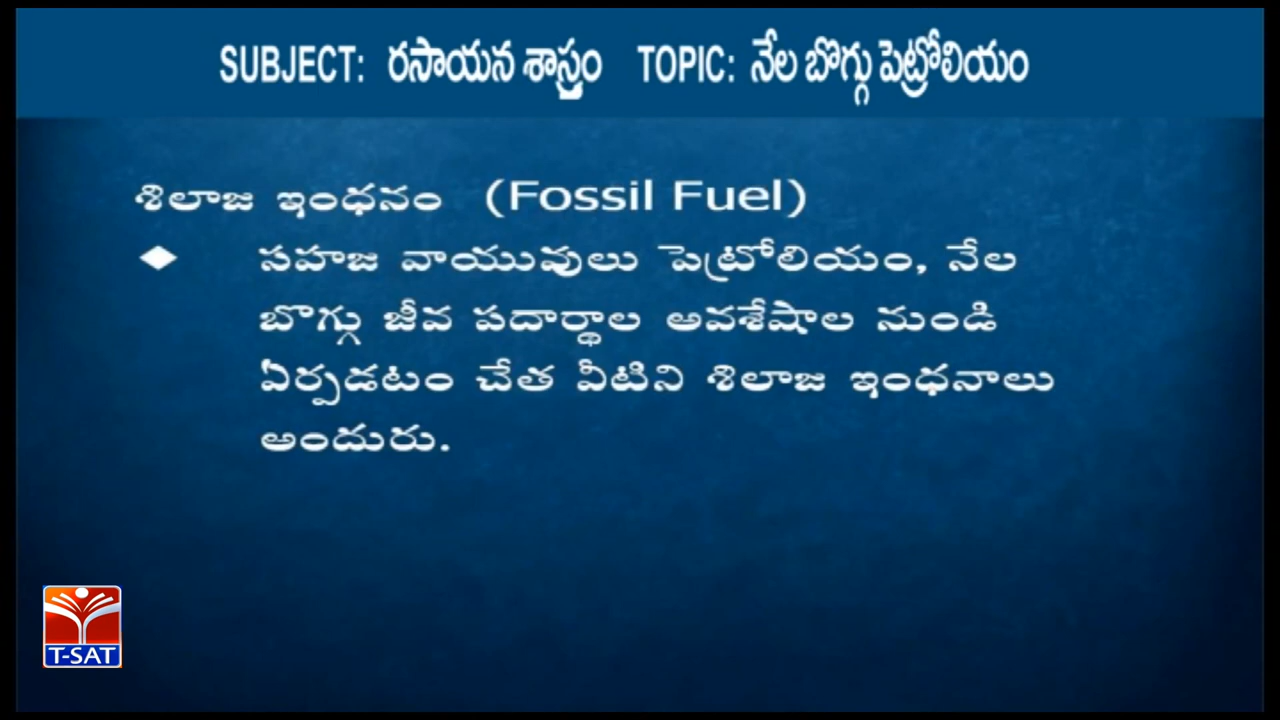 SUBJECT: రసాయన శాస్త్రం TOPIC: నేల బొగ్గు పెట్రోలియం
శిలాజ ఇంధనం (Fossil Fuel)
◆ సహజ వాయువులు పెట్రోలియం, నేల
బొగ్గు జీవ పదార్థాల అవశేషాల నుండి
ఏర్పడటం చేత వీటిని శిలాజ ఇంధనాలు
అందురు.
T-SAT